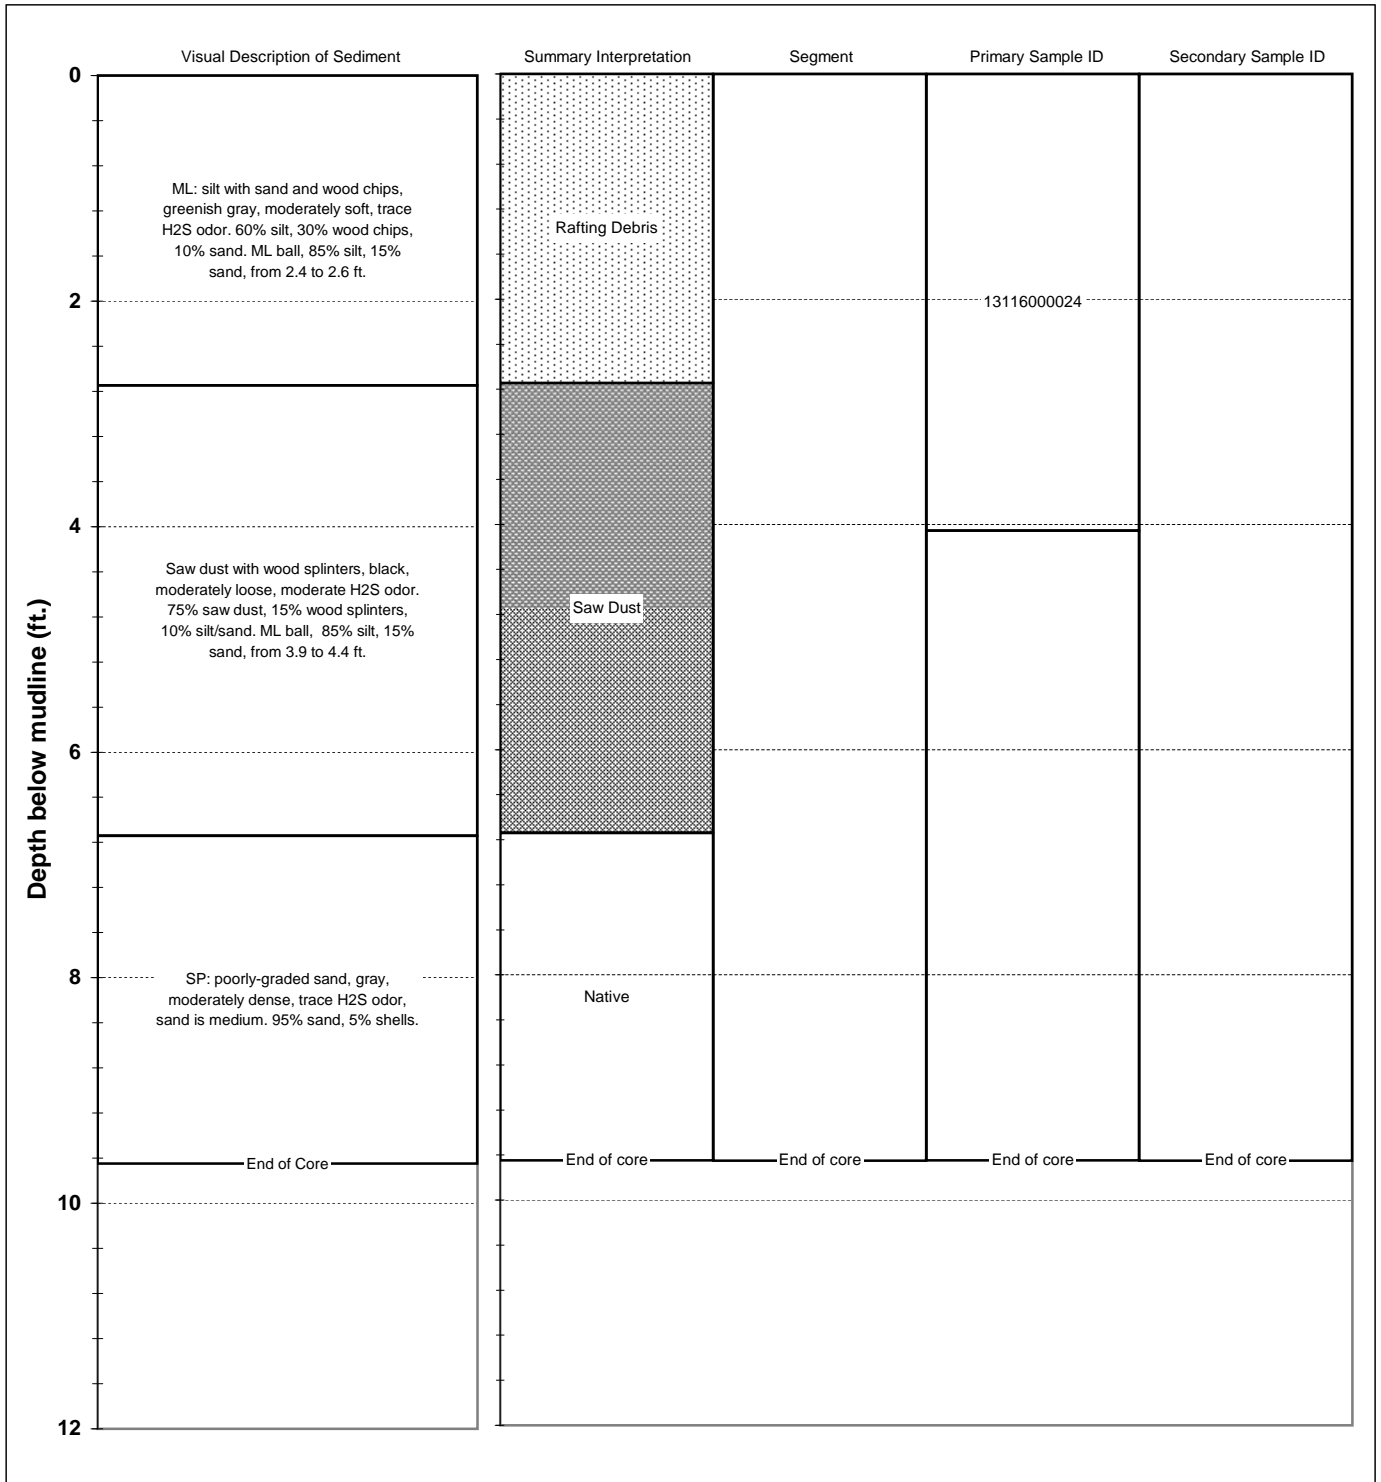 Visual Description of Sediment
Summary Interpretation
Segment
Primary Sample ID
Secondary Sample ID
Depth below mudline (ft.)
0
2
4
6
8
10
12
ML: silt with sand and wood chips,
greenish gray, moderately soft, trace
H2S odor. 60% silt, 30% wood chips,
10% sand. ML ball, 85% silt, 15%
sand, from 2.4 to 2.6 ft.
Saw dust with wood splinters, black,
moderately loose, moderate H2S odor.
75% saw dust, 15% wood splinters,
10% silt/sand. ML ball,  85% silt, 15%
sand, from 3.9 to 4.4 ft.
SP: poorly-graded sand, gray,
moderately dense, trace H2S odor,
sand is medium. 95% sand, 5% shells.
End of Core
Rafting Debris
Saw Dust
Native
End of core
End of core
13116000024
End of core
End of core